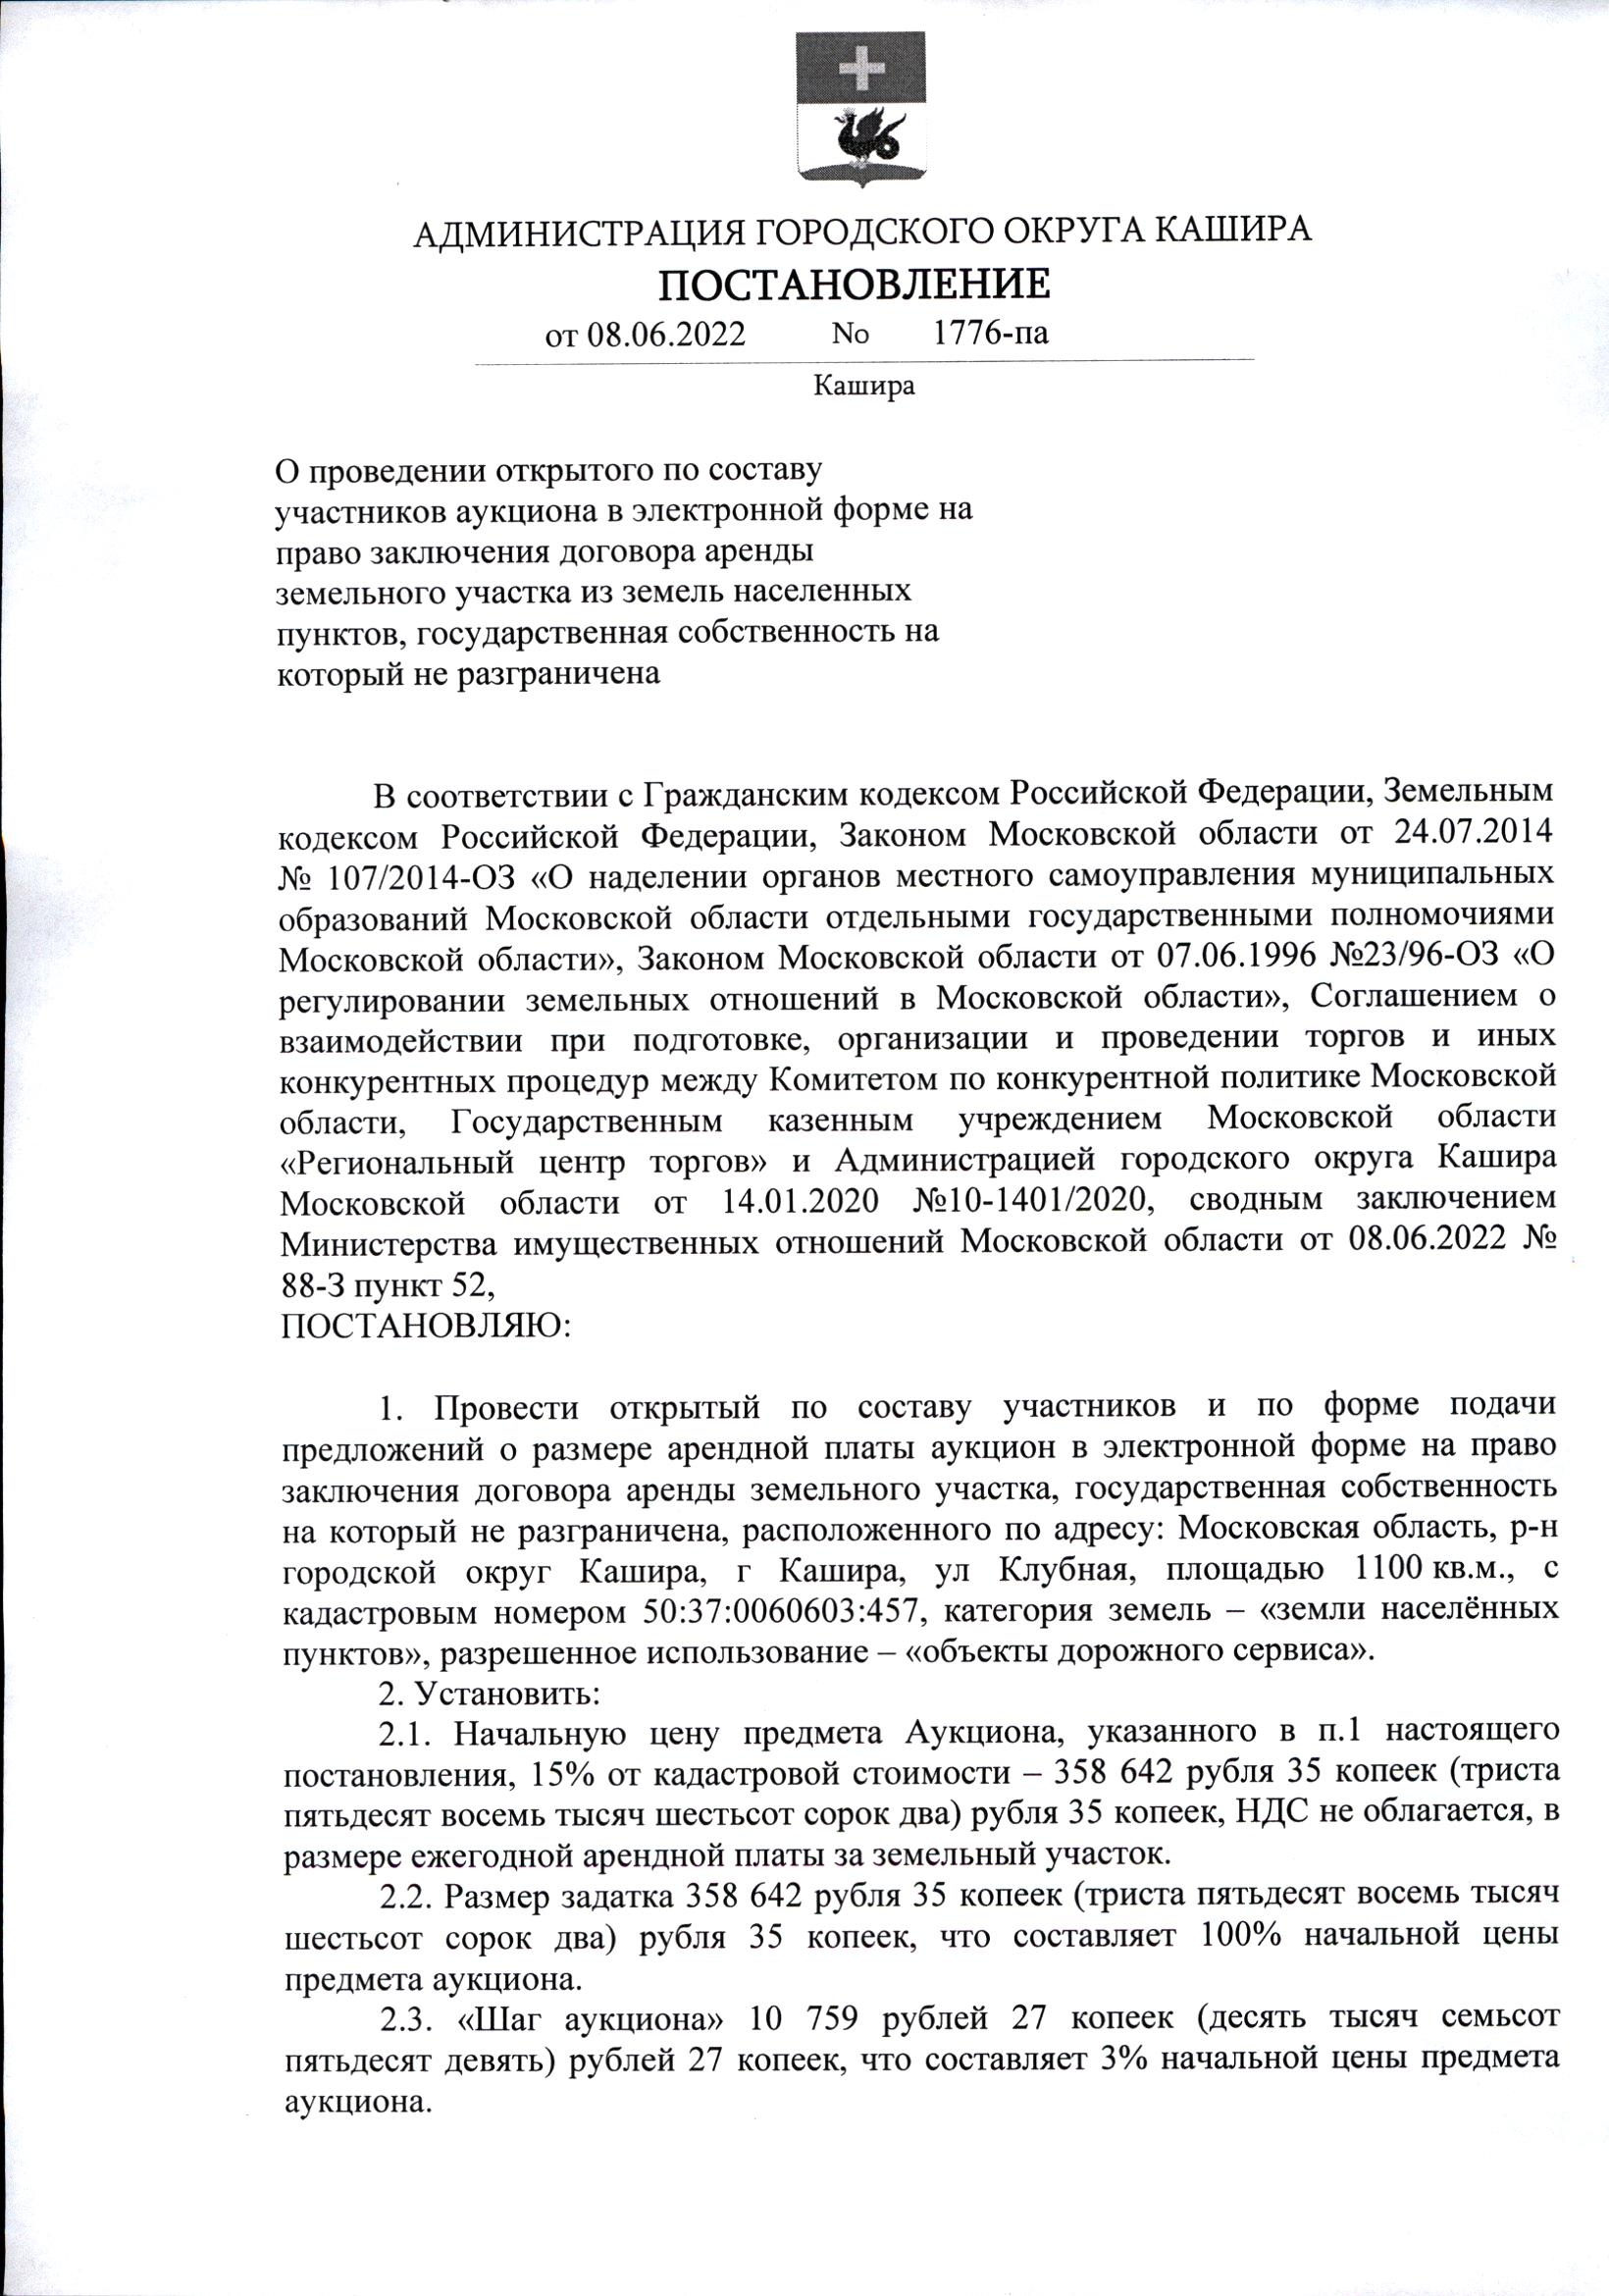 АДМИНИСТРАЦИЯ ГОРОДСКОГО ОКРУГА КАШИРА
ПОСТАНОВЛЕНИЕ
от 08.06.2022 No 1776-па
Кашира
О проведении открытого по составу
участников аукциона в электронной форме на
право заключения договора аренды
земельного участка из земель населенных
пунктов, государственная собственность на
который не разграничена
В соответствии с Гражданским кодексом Российской Федерации, Земельным
кодексом Российской Федерации, Законом Московской области от 24.07.2014
№ 107/2014-ОЗ «О наделении органов местного самоуправления муниципальных
образований Московской области отдельными государственными полномочиями
Московской области», Законом Московской области от 07.06.1996 №23/96-ОЗ «О
регулировании земельных отношений в Московской области», Соглашением о
взаимодействии при подготовке, организации и проведении торгов и иных
конкурентных процедур между Комитетом по конкурентной политике Московской
области, Государственным казенным учреждением Московской области
«Региональный центр торгов» и Администрацией городского округа Кашира
Московской области от 14.01.2020 №10-1401/2020, сводным заключением
Министерства имущественных отношений Московской области от 08.06.2022 №
88-З пункт 52,
ПОСТАНОВЛЯЮ:
1. Провести открытый по составу участников и по форме подачи
предложений о размере арендной платы аукцион в электронной форме на право
заключения договора аренды земельного участка, государственная собственность
на который не разграничена, расположенного по адресу: Московская область, р-н
городской округ Кашира, г Кашира, ул Клубная, площадью 1100 кв.м., с
кадастровым номером 50:37:0060603:457, категория земель – «земли населённых
пунктов», разрешенное использование – «объекты дорожного сервиса».
2. Установить:
2.1. Начальную цену предмета Аукциона, указанного в п.1 настоящего
постановления, 15% от кадастровой стоимости – 358 642 рубля 35 копеек (триста
пятьдесят восемь тысяч шестьсот сорок два) рубля 35 копеек, НДС не облагается, в
размере ежегодной арендной платы за земельный участок.
2.2. Размер задатка 358 642 рубля 35 копеек (триста пятьдесят восемь тысяч
шестьсот сорок два) рубля 35 копеек, что составляет 100% начальной цены
предмета аукциона.
2.3. «Шаг аукциона» 10 759 рублей 27 копеек (десять тысяч семьсот
пятьдесят девять) рублей 27 копеек, что составляет 3% начальной цены предмета
аукциона.